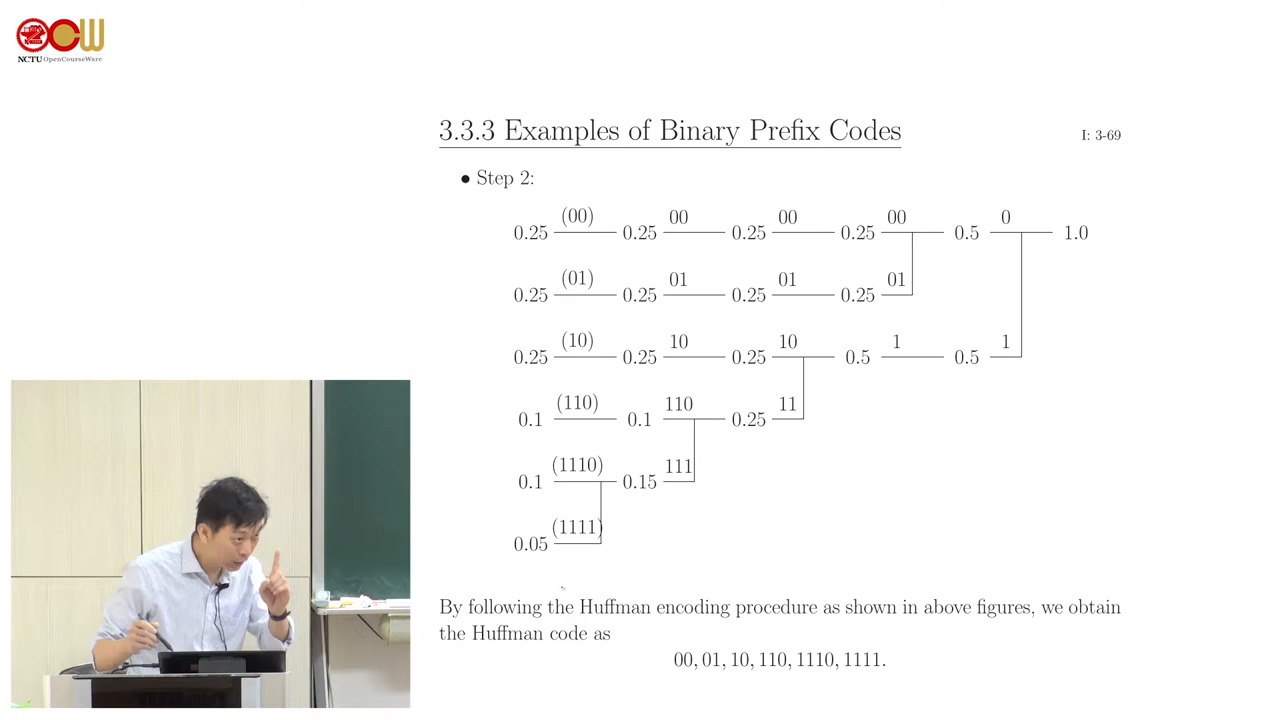 NCTU OpenCourseWare
3.3.3 Examples of Binary Prefix Codes
I: 3-69
• Step 2:
(00) 00 00 00 0
0.25 0.25 0.25 0.25 0.5 1.0
(01) 01 01 01
0.25 0.25 0.25 0.25
(10) 10 10 1 1
0.25 0.25 0.25 0.5 0.5
(110) 110 11
0.1 0.1 0.25
(1110) 111
0.1 0.15
(1111)
0.05
By following the Huffman encoding procedure as shown in above figures, we obtain
the Huffman code as
00, 01, 10, 110, 1110, 1111.